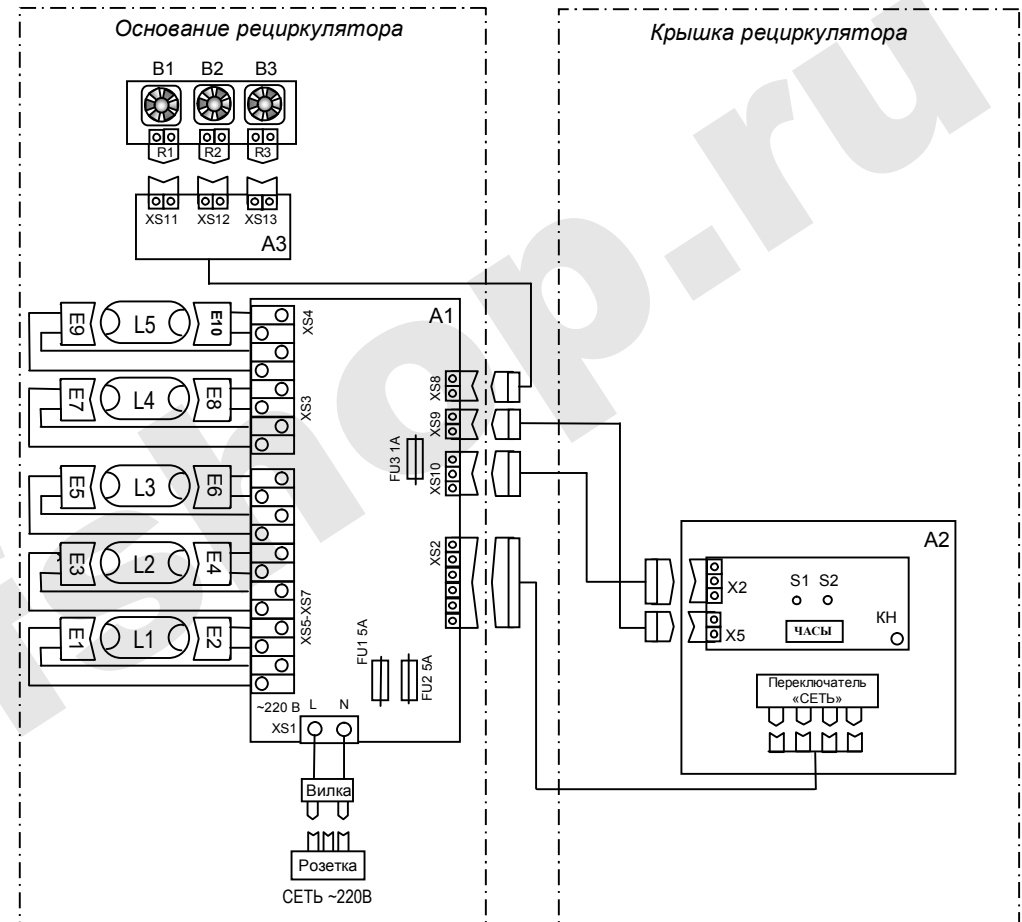 Основание рециркулятора
Крышка рециркулятора
B1 B2 B3
R1 R2 R3
XS11 XS12 XS13
A3
A1
E9 L5 E10
XS4
E7 L4 E8
XS3
E5 L3 E6
E3 L2 E4
XS5-XS7
E1 L1 E2
XS8
XS9
XS10
XS2
FU3 1A
FU1 5A
FU2 5A
~220 В L N
XS1
Вилка
Розетка
СЕТЬ ~220В
A2
X2
S1 S2
X5
ЧАСЫ
КН
Переключатель
«СЕТЬ»
ishop.ru